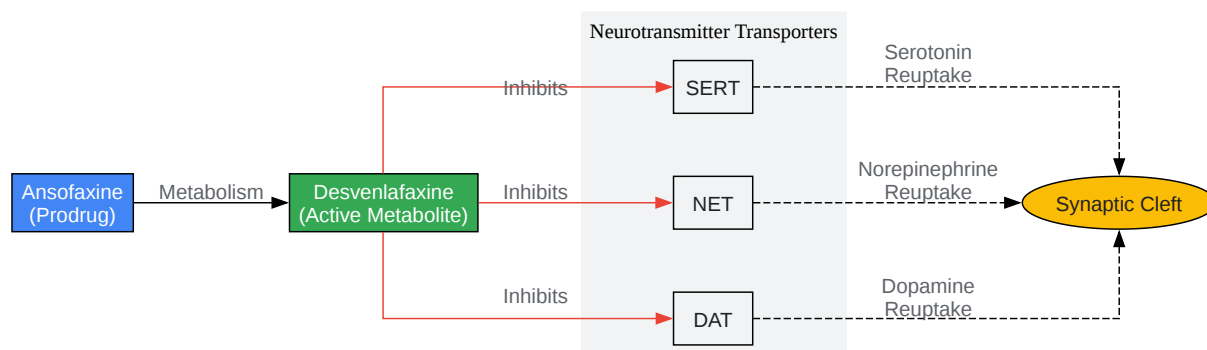 Neurotransmitter Transporters
Serotonin
Reuptake
Inhibits
SERT
Ansofaxine
(Prodrug)
Metabolism
Desvenlafaxine
(Active Metabolite)
Inhibits
NET
Norepinephrine
Reuptake
Synaptic Cleft
Inhibits
DAT
Dopamine
Reuptake